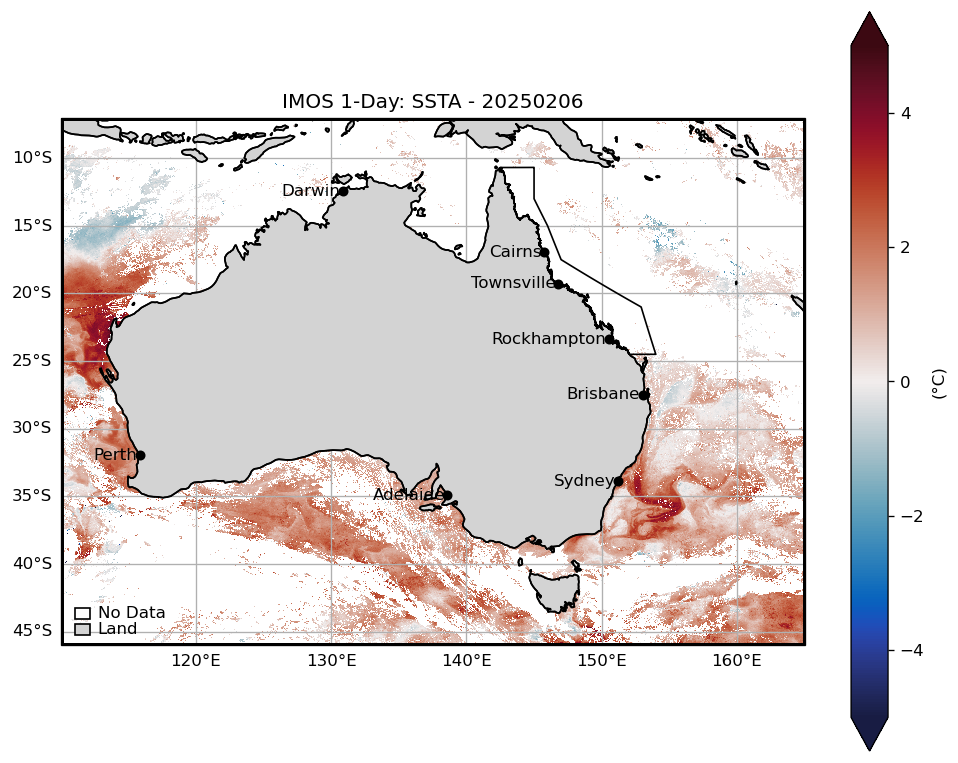 IMOS 1-Day: SSTA - 20250206
10°S
15°S
20°S
25°S
30°S
35°S
40°S
45°S
Darwin
Cairns
Townsville
Rockhampton
Brisbane
Perth
Sydney
Adelaide
No Data
Land
120°E
130°E
140°E
150°E
160°E
4
2
0
−2
−4
(°C)